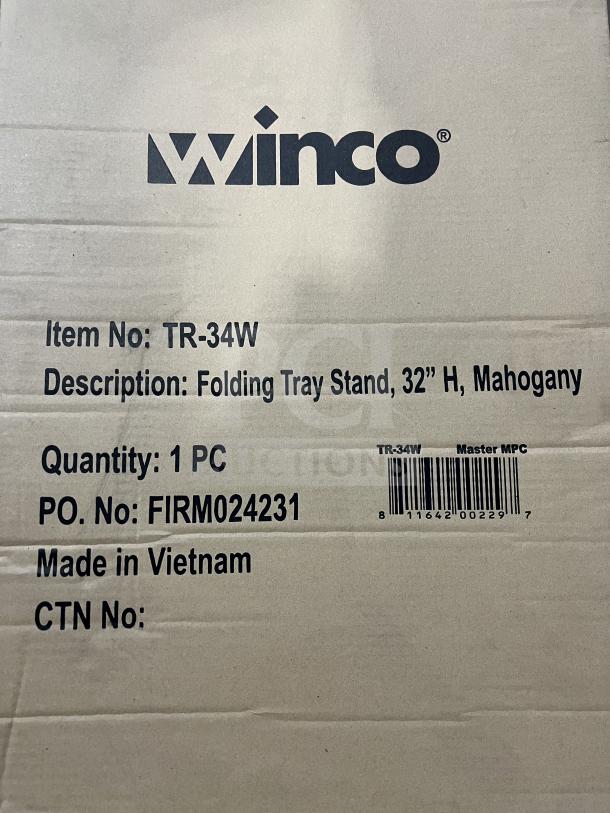 Winco®
Item No: TR-34W
Description: Folding Tray Stand, 32” H, Mahogany
Quantity: 1 PC
TR-34W Master MPC
8 11642 00229 7
PO. No: FIRM024231
Made in Vietnam
CTN No: